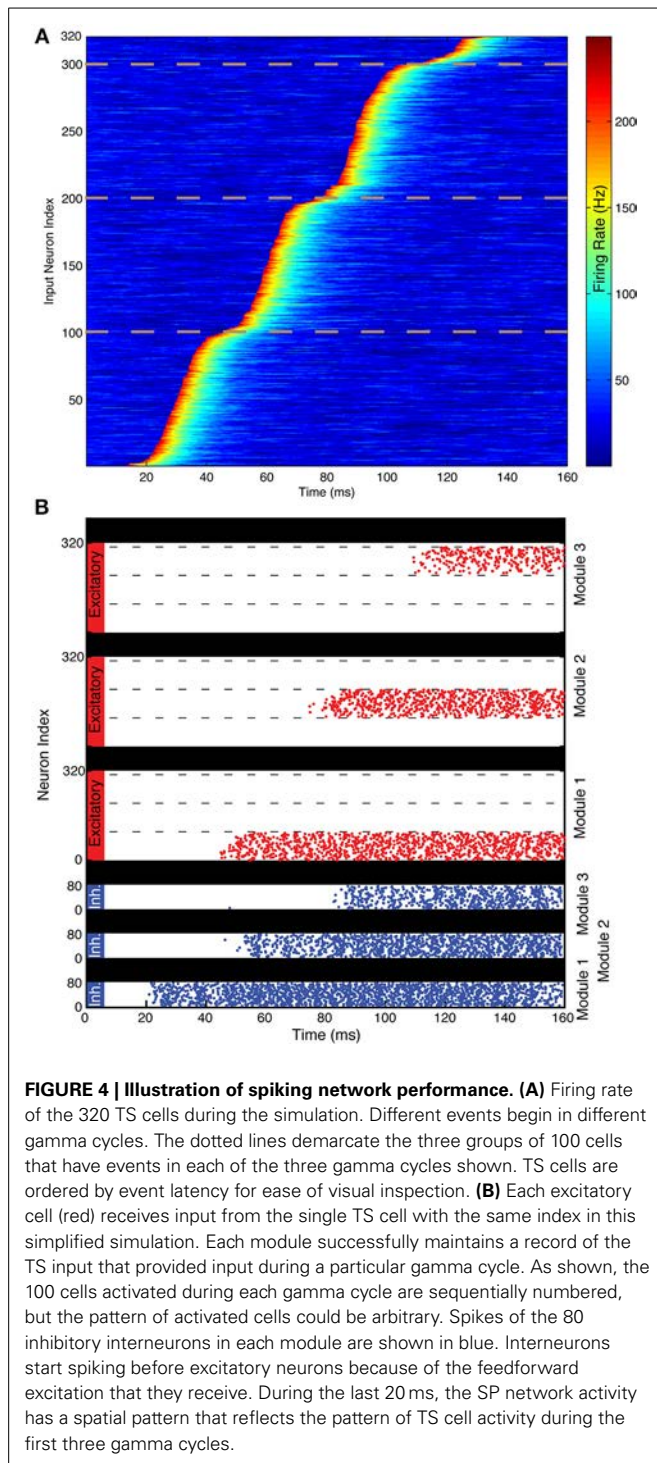 A
320
300
250
200
150
100
50
Input Neuron Index
20
40
60
80
100
120
140
160
Time (ms)
200
150
100
50
Firing Rate (Hz)
B
320
Excitatory
Module 3
320
Excitatory
Module 2
320
Excitatory
Module 1
0
Neuron Index
80
Inh.
0
Module 3
80
Inh.
0
Module 2
80
Inh.
0
Module 1
0
20
40
60
80
100
120
140
160
Time (ms)
FIGURE 4 | Illustration of spiking network performance. (A) Firing rate
of the 320 TS cells during the simulation. Different events begin in different
gamma cycles. The dotted lines demarcate the three groups of 100 cells
that have events in each of the three gamma cycles shown. TS cells are
ordered by event latency for ease of visual inspection. (B) Each excitatory
cell (red) receives input from the single TS cell with the same index in this
simplified simulation. Each module successfully maintains a record of the
TS input that provided input during a particular gamma cycle. As shown, the
100 cells activated during each gamma cycle are sequentially numbered,
but the pattern of activated cells could be arbitrary. Spikes of the 80
inhibitory interneurons in each module are shown in blue. Interneurons
start spiking before excitatory neurons because of the feedforward
excitation that they receive. During the last 20 ms, the SP network activity
has a spatial pattern that reflects the pattern of TS cell activity during the
first three gamma cycles.